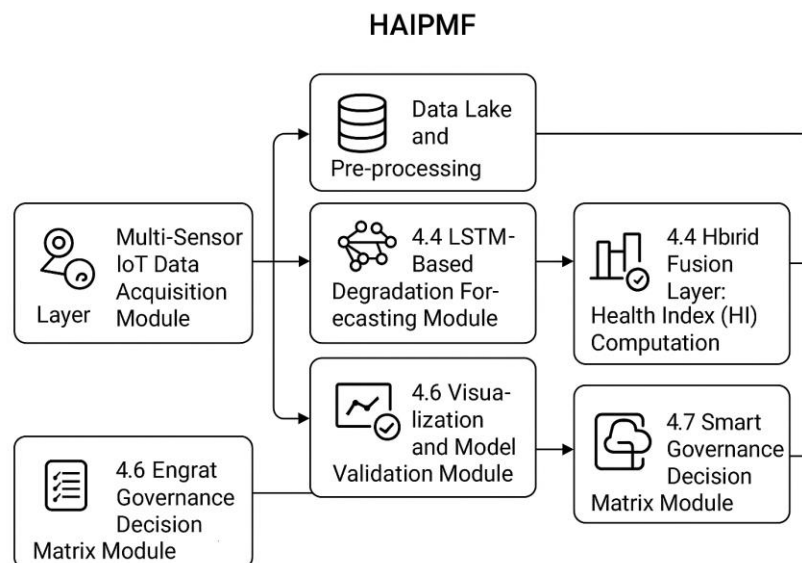 HAIPMF
Data Lake
and
Pre-processing
Multi-Sensor
IoT Data
Acquisition
Layer Module
4.4 LSTM-
Based
Degradation For-
ecasting Module
4.4 Hbırid
Fusion
Layer:
Health Index (HI)
Computation
4.6 Visua-
lization
and Model
Validation Module
4.7 Smart
Governance
Decision
Matrix Module
4.6 Engrat
Governance
Decision
Matrix Module